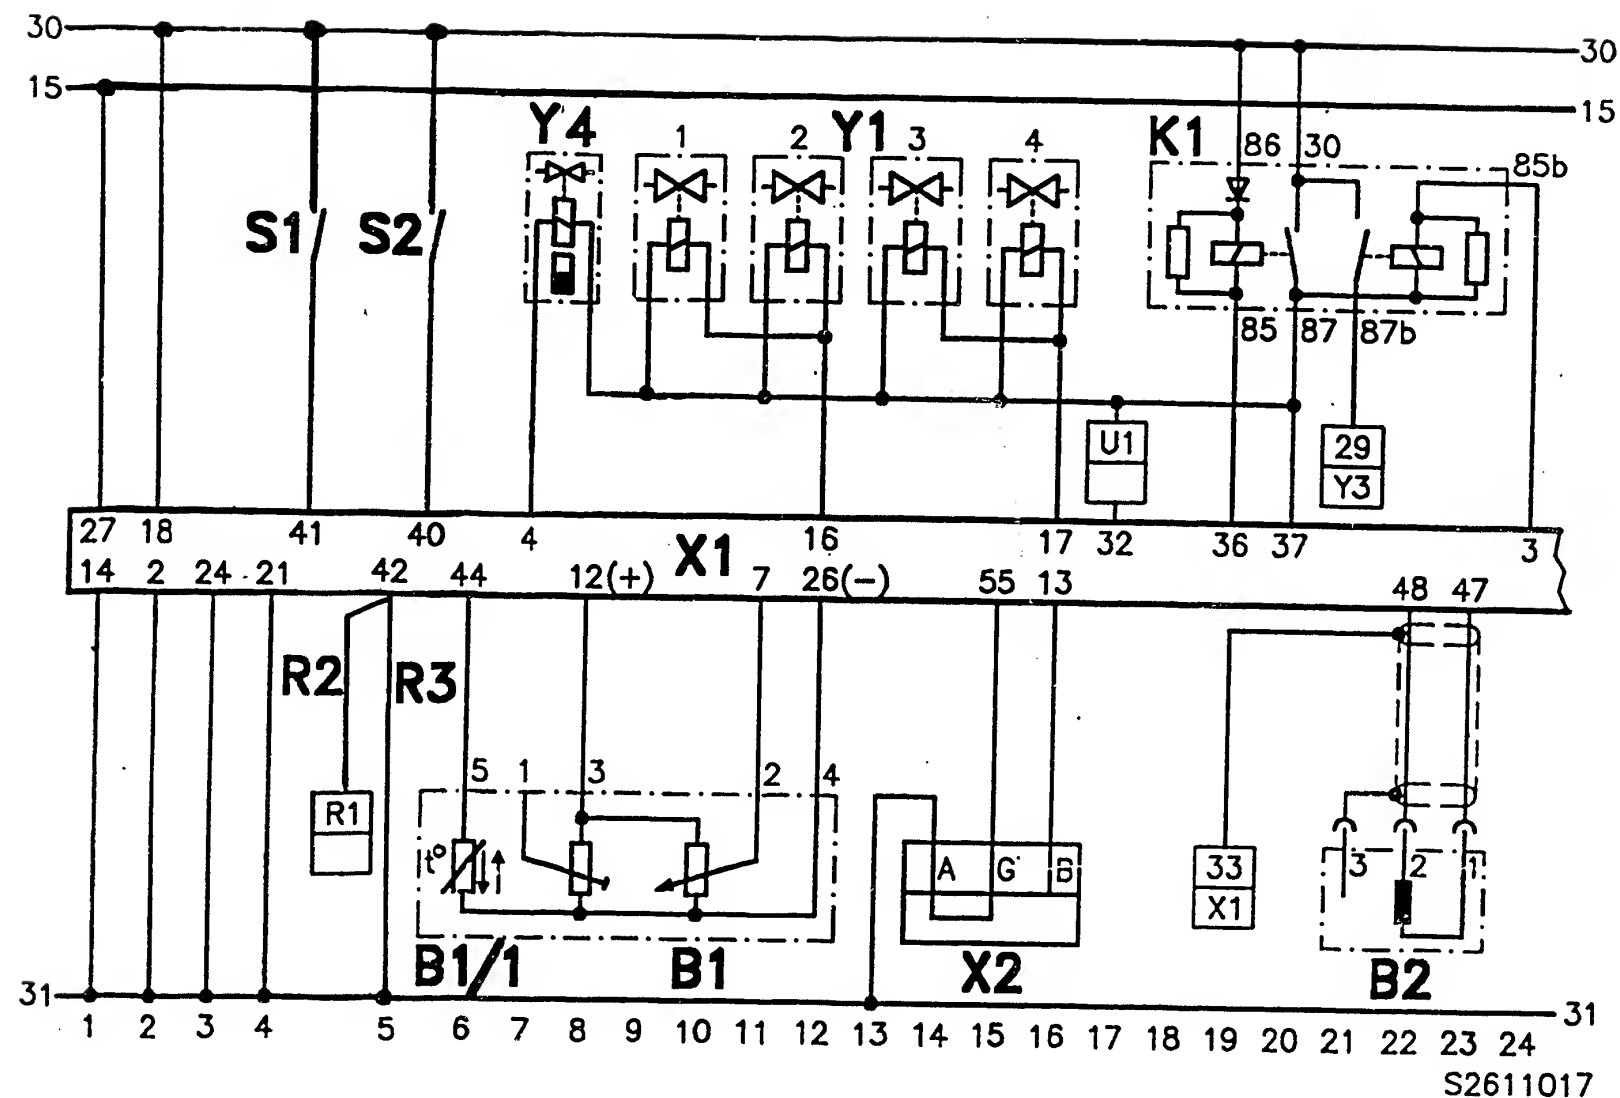 30 30
15 15
Y4 1 2 Y1 3 4 K1 86 30 85b
S1 S2
85 87 87b
U1 29
Y3
27 18 41 40 4 16 17 32 36 37 3
X1
14 2 24 21 42 44 12(+) 7 26(-) 55 13 48 47
R2 R3
5 1 3 2 4
R1
t° A G B 33 3 2 1
X1
B1/1 B1 X2 B2
31 31
1 2 3 4 5 6 7 8 9 10 11 12 13 14 15 16 17 18 19 20 21 22 23 24
S2611017